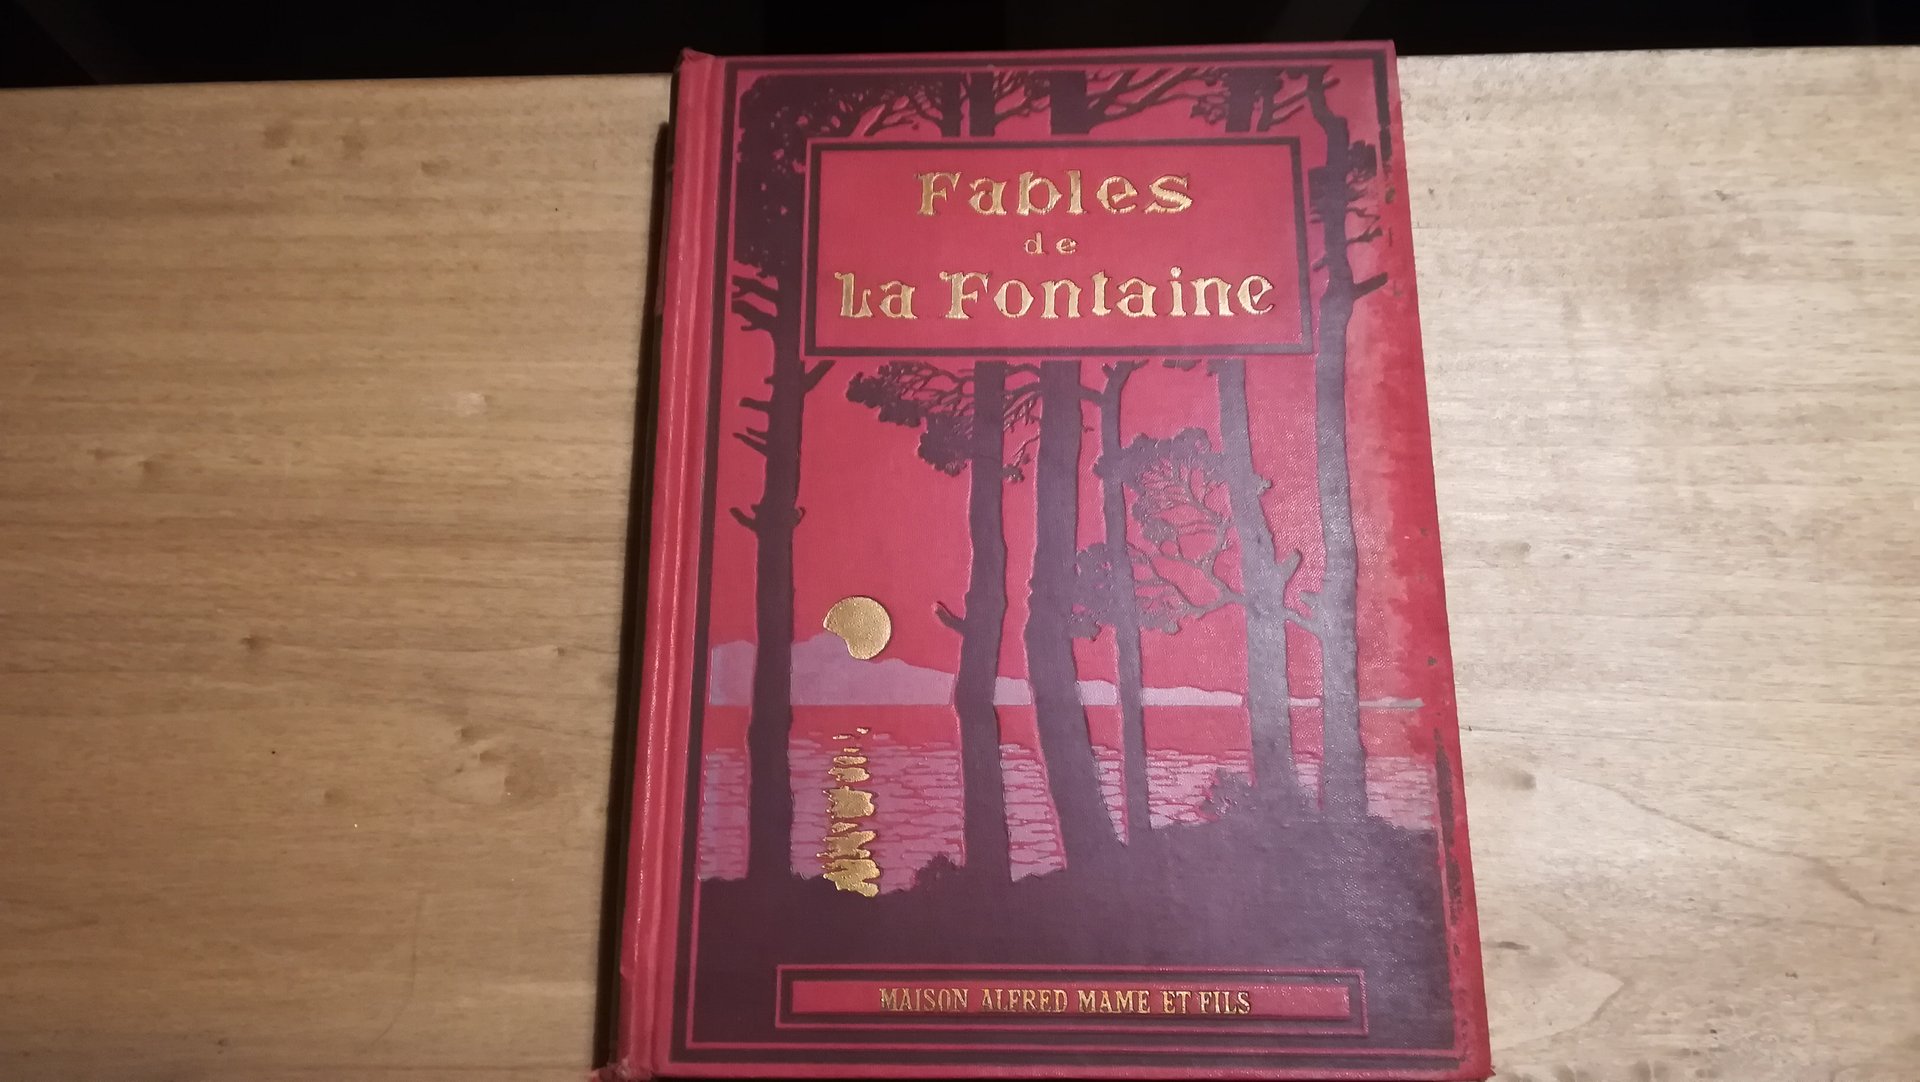 Fables
de
La Fontaine
MAISON ALFRED MAME ET FILS